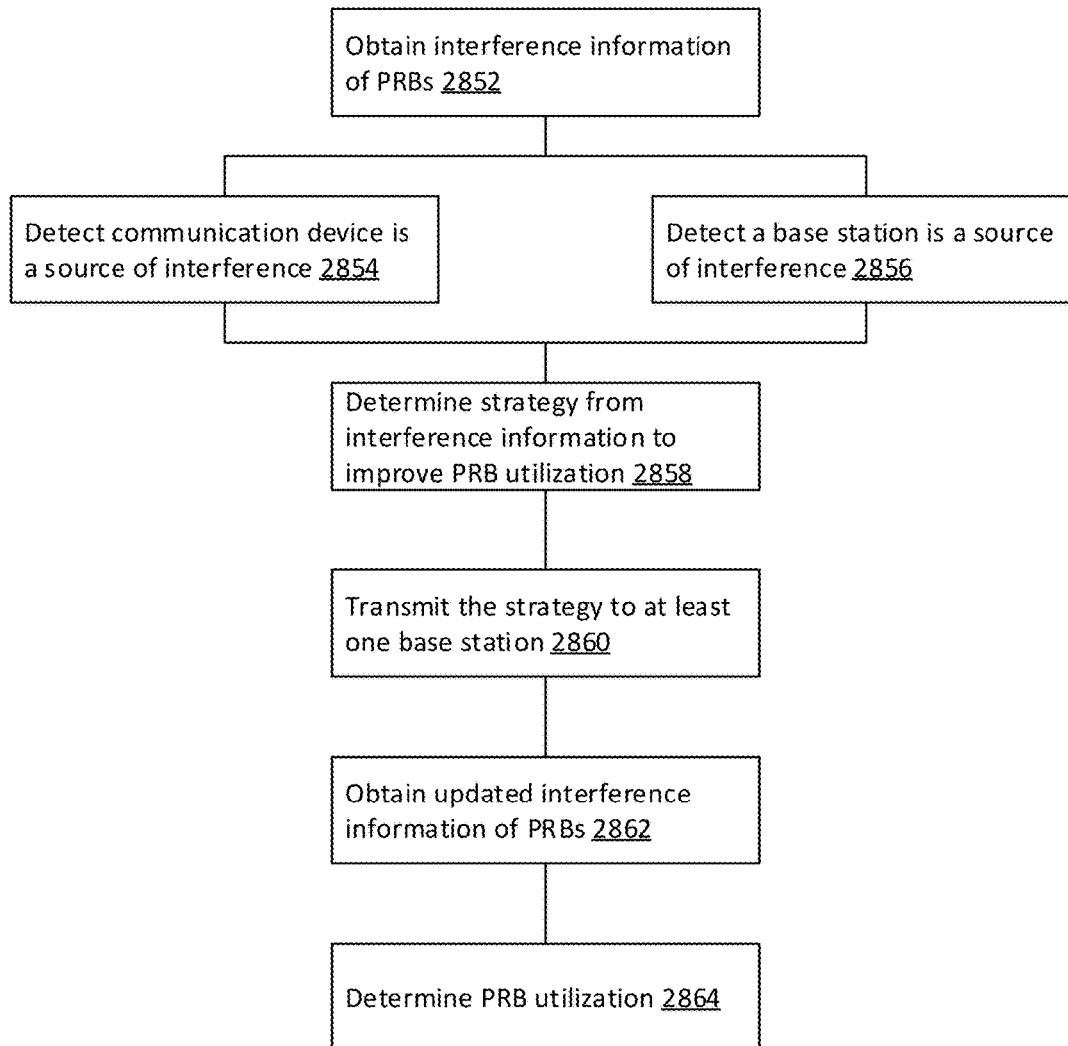 Obtain interference information
of PRBs 2852
Detect communication device is
a source of interference 2854
Detect a base station is a source
of interference 2856
Determine strategy from
interference information to
improve PRB utilization 2858
Transmit the strategy to at least
one base station 2860
Obtain updated interference
information of PRBs 2862
Determine PRB utilization 2864